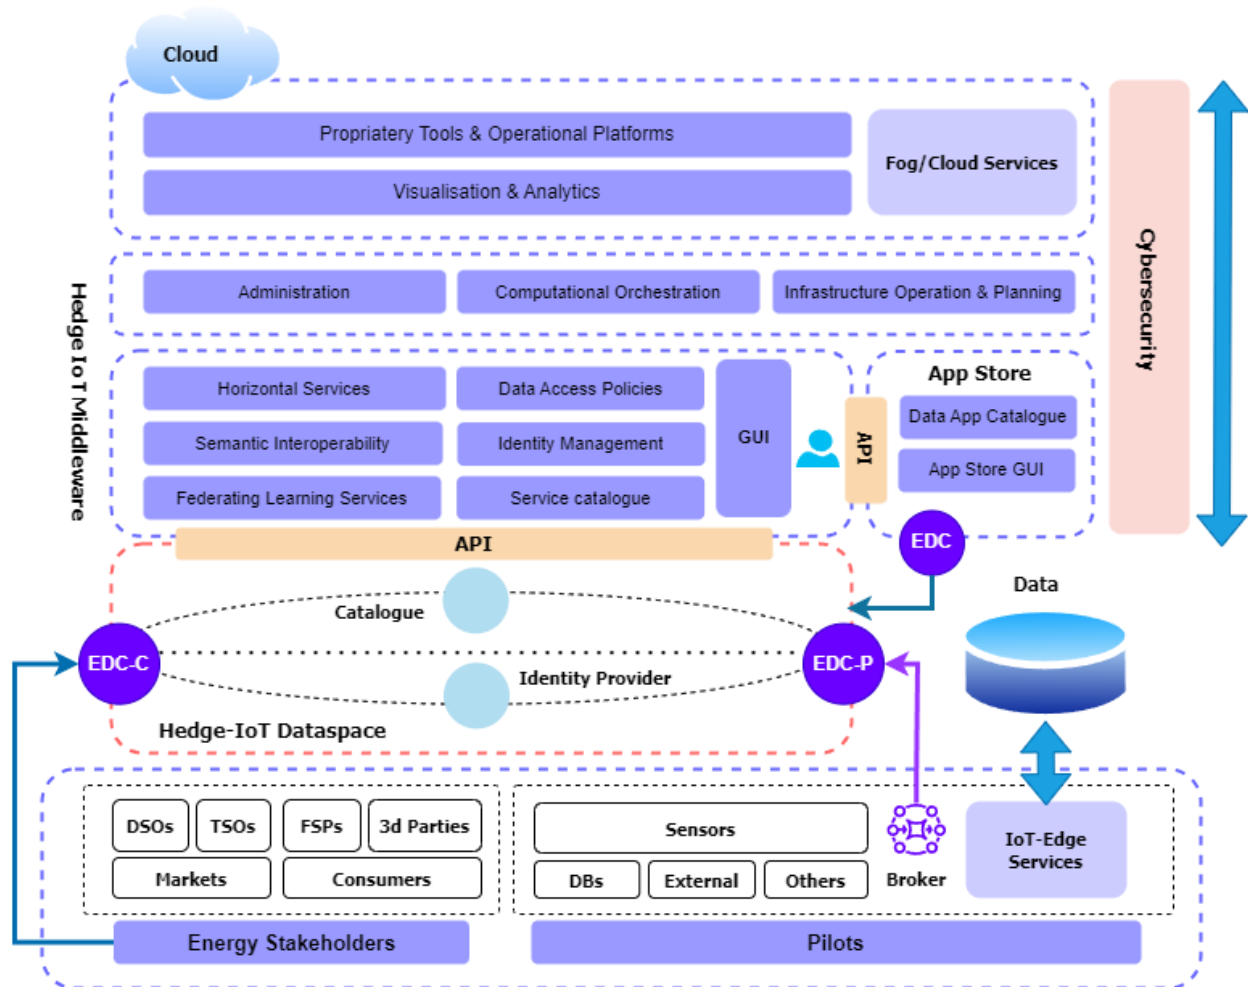 Cloud
Propriatery Tools & Operational Platforms
Visualisation & Analytics
Fog/Cloud Services
Cybersecurity
Hedge IoT Middleware
Administration
Computational Orchestration
Infrastructure Operation & Planning
Horizontal Services
Data Access Policies
Semantic Interoperability
Identity Management
Federating Learning Services
Service catalogue
GUI
API
App Store
Data App Catalogue
App Store GUI
API
EDC
Data
Catalogue
EDC-C
EDC-P
Identity Provider
Hedge-IoT Dataspace
DSOs
TSOs
FSPs
3d Parties
Markets
Consumers
Energy Stakeholders
Sensors
DBs
External
Others
Broker
IoT-Edge
Services
Pilots